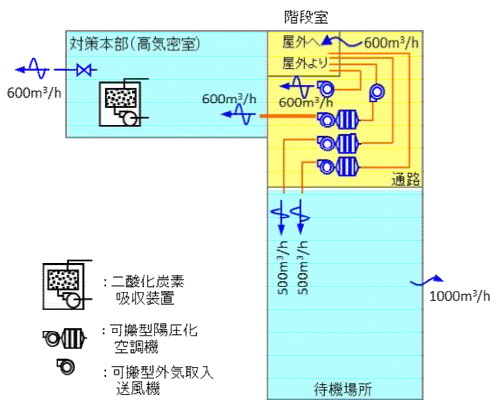 階段室
対策本部(高気密室)
屋外へ
600m³/h
屋外より
600m³/h
600m³/h
600m³/h
通路
500m³/h
500m³/h
1000m³/h
:二酸化炭素
吸収装置
:可搬型陽圧化
空調機
:可搬型外気取入
送風機
待機場所